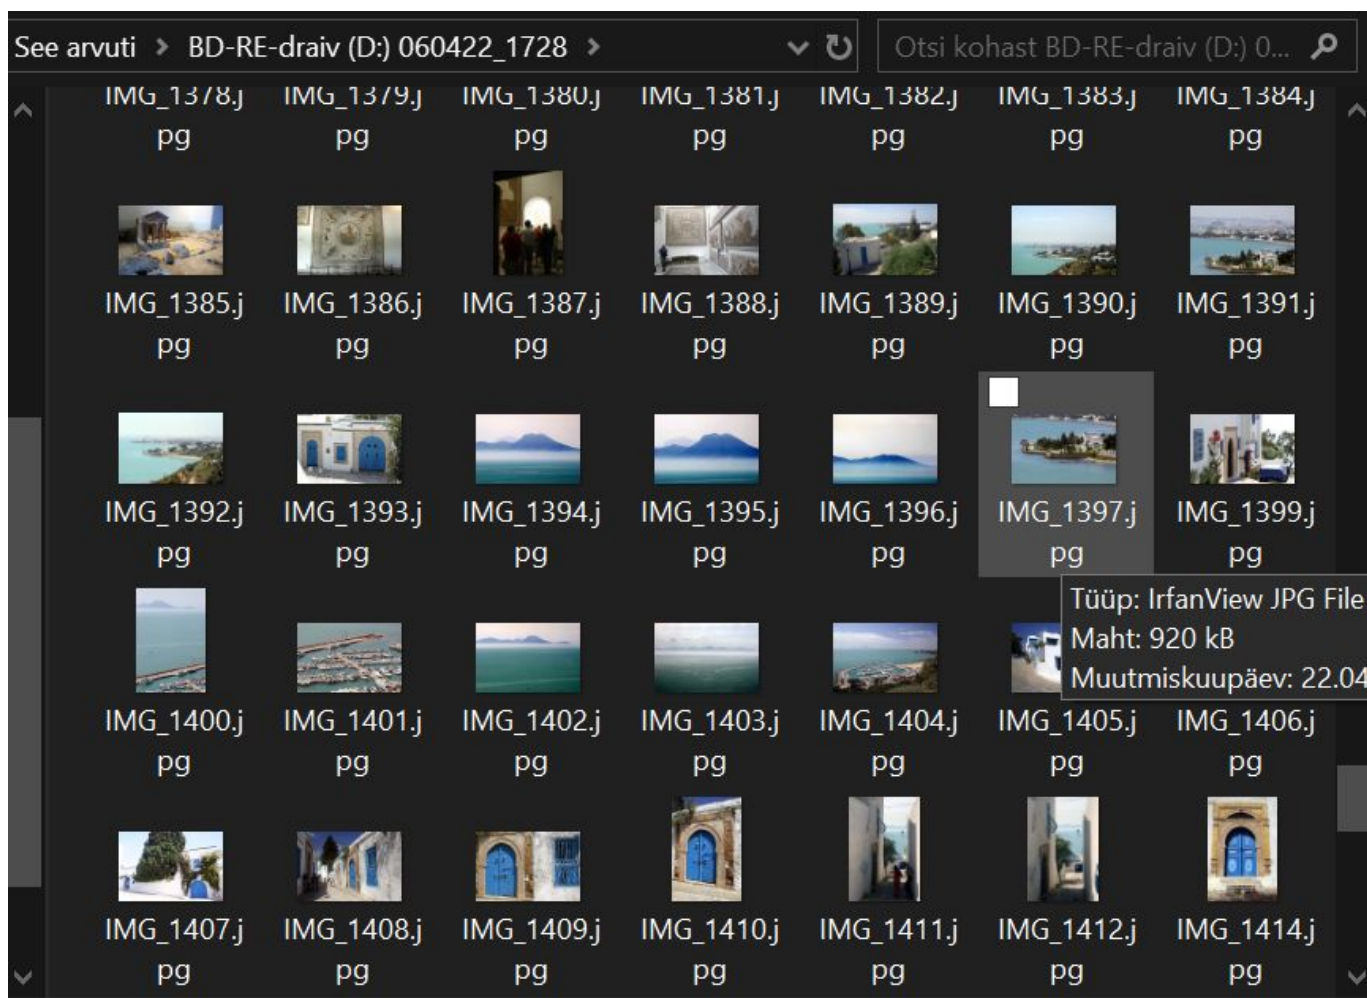 See arvuti > BD-RE-draiv (D:) 060422_1728 >
Otsi kohast BD-RE-draiv (D:) 0...
IMG_1378.j IMG_1379.j IMG_1380.j IMG_1381.j IMG_1382.j IMG_1383.j IMG_1384.j
pg pg pg pg pg pg pg
IMG_1385.j IMG_1386.j IMG_1387.j IMG_1388.j IMG_1389.j IMG_1390.j IMG_1391.j
pg pg pg pg pg pg pg
IMG_1392.j IMG_1393.j IMG_1394.j IMG_1395.j IMG_1396.j IMG_1397.j IMG_1399.j
pg pg pg pg pg pg pg
Tüüp: IrfanView JPG File
Maht: 920 kB
Muutmiskuupäev: 22.04
IMG_1400.j IMG_1401.j IMG_1402.j IMG_1403.j IMG_1404.j IMG_1405.j IMG_1406.j
pg pg pg pg pg pg pg
IMG_1407.j IMG_1408.j IMG_1409.j IMG_1410.j IMG_1411.j IMG_1412.j IMG_1414.j
pg pg pg pg pg pg pg